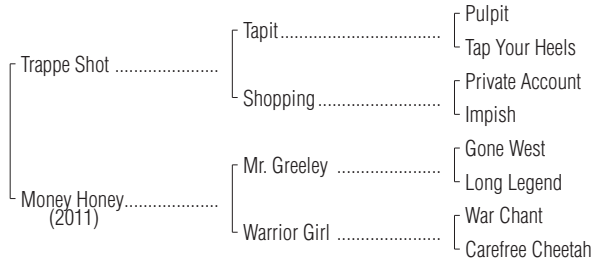 Pulpit
Tapit
Tap Your Heels
Trappe Shot
Private Account
Shopping
Impish
Gone West
Mr. Greeley
Long Legend
Money Honey
(2011)
War Chant
Warrior Girl
Carefree Cheetah